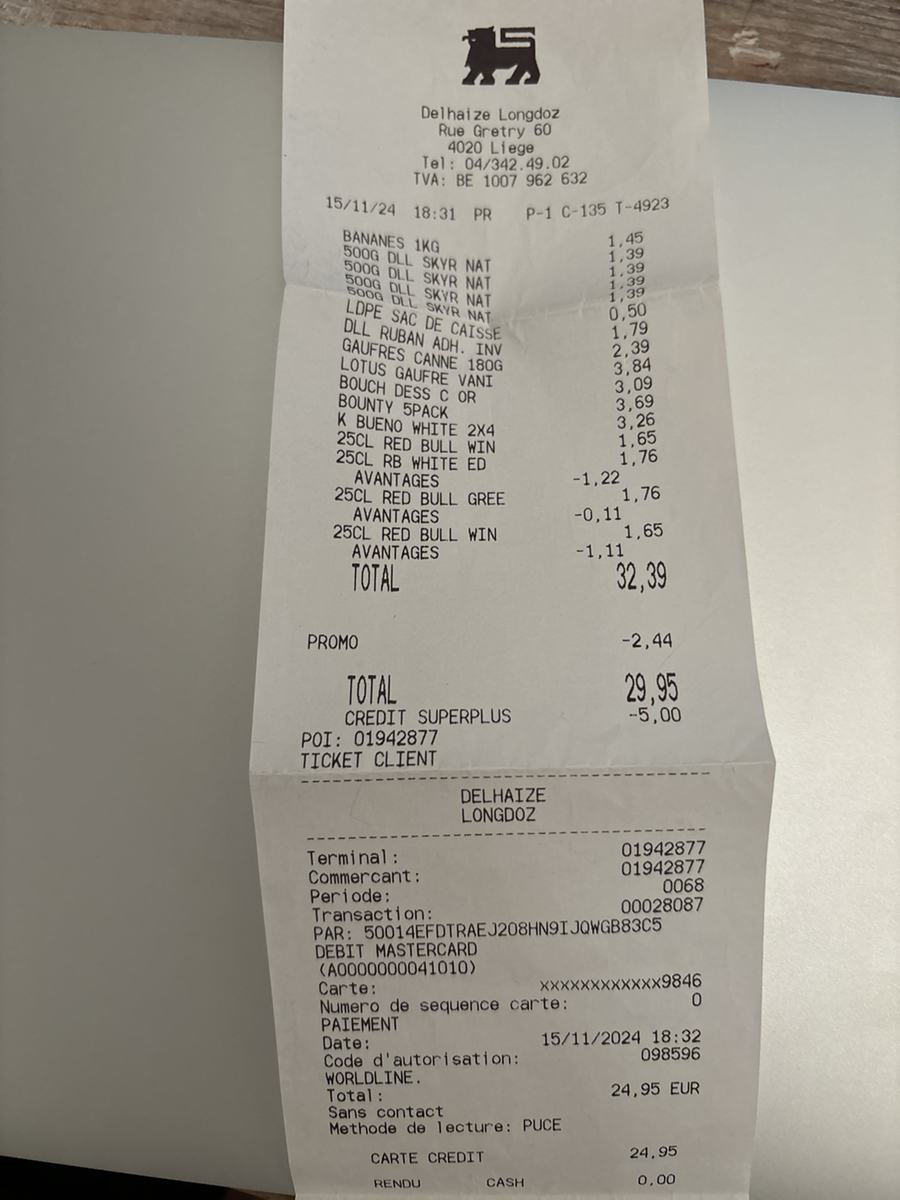 Delhaize Longdoz
Rue Gretry 60
4020 Liege
Tel: 04/342.49.02
TVA: BE 1007 962 632
15/11/24 18:31 PR P-1 C-135 T-4923
BANANES 1KG 1,45
500G DLL SKYR NAT 1,39
500G DLL SKYR NAT 1,39
500G DLL SKYR NAT 1,39
500G DLL SKYR NAT 1,39
LDPE SAC DE CAISSE 0,50
DLL RUBAN ADH. INV 1,79
GAUFRES CANNE 180G 2,39
LOTUS GAUFRE VANI 3,84
BOUCH DESS C OR 3,09
BOUNTY 5PACK 3,69
K BUENO WHITE 2X4 3,26
25CL RED BULL WIN 1,65
25CL RB WHITE ED 1,76
AVANTAGES -1,22
25CL RED BULL GREE 1,76
AVANTAGES -0,11
25CL RED BULL WIN 1,65
AVANTAGES -1,11
TOTAL 32,39
PROMO -2,44
TOTAL 29,95
CREDIT SUPERPLUS -5,00
POI: 01942877
TICKET CLIENT
DELHAIZE
LONGDOZ
Terminal: 01942877
Commercant: 01942877
Periode: 0068
Transaction: 00028087
PAR: 50014EFDTRAEJ208HN9IJQWGB83C5
DEBIT MASTERCARD
(A0000000041010)
Carte: xxxxxxxxxxxx9846
Numero de sequence carte: 0
PAIEMENT
Date: 15/11/2024 18:32
Code d'autorisation: 098596
WORLDLINE.
Total: 24,95 EUR
Sans contact
Methode de lecture: PUCE
CARTE CREDIT 24,95
RENDU CASH 0,00